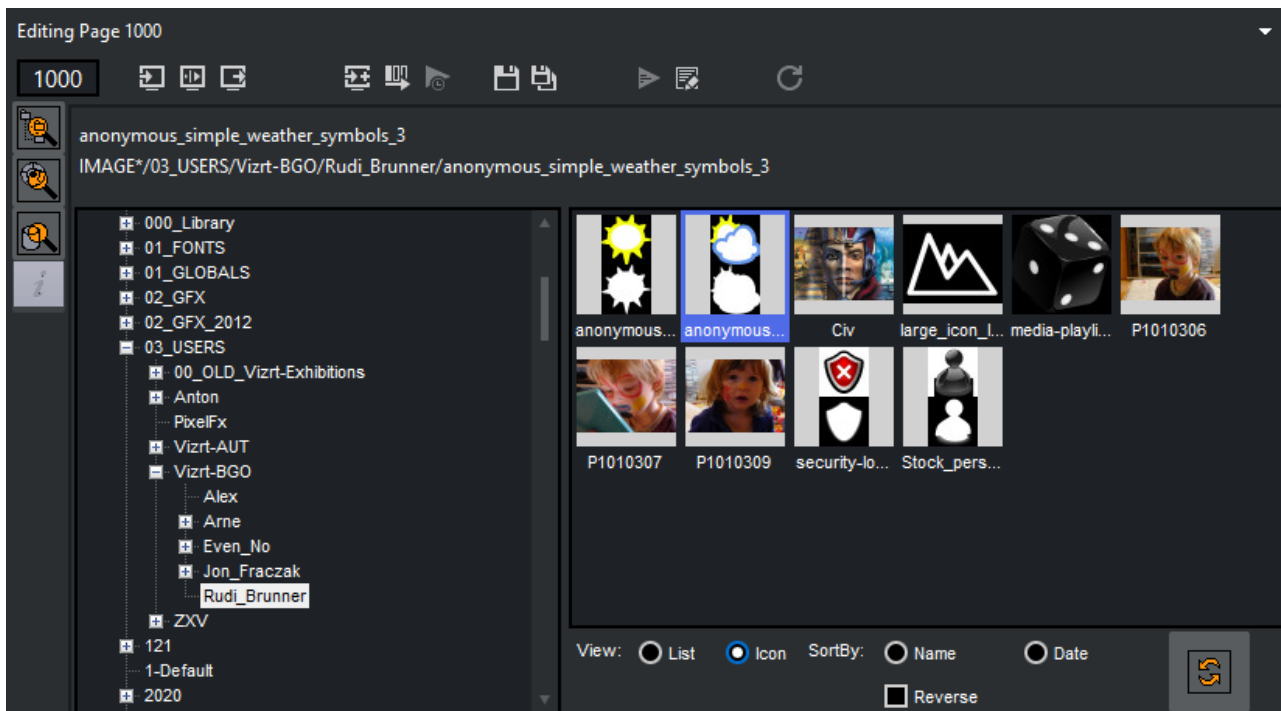 Editing Page 1000
1000
anonymous_simple_weather_symbols_3
IMAGE*/03_USERS/Vizrt-BGO/Rudi_Brunner/anonymous_simple_weather_symbols_3
000_Library
01_FONTS
01_GLOBALS
02_GFX
02_GFX_2012
03_USERS
00_OLD_Vizrt-Exhibitions
Anton
PixelFx
Vizrt-AUT
Vizrt-BGO
Alex
Arne
Even_No
Jon_Fraczak
Rudi_Brunner
ZXV
121
1-Default
2020
anonymous... anonymous... Civ large_icon_l... media-playli... P1010306
P1010307 P1010309 security-lo... Stock_pers...
View: List Icon SortBy: Name Date
Reverse
i